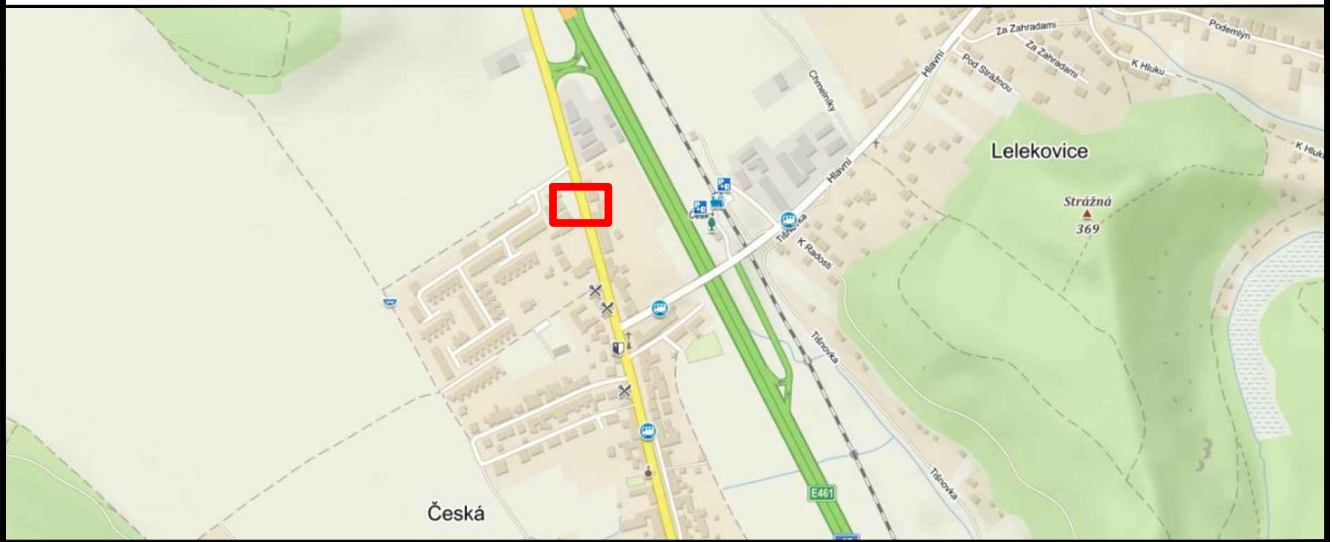 Za Zahradami
Podemlýn
Za Zahradami
K Hluku
Hlavní
Pod Strážnou
Chmelníky
Lelekovice
K Hluku
Hlavní
Strážná
369
Tišnovka
K Radosti
Tišnovka
Tišnovka
E461
Česká